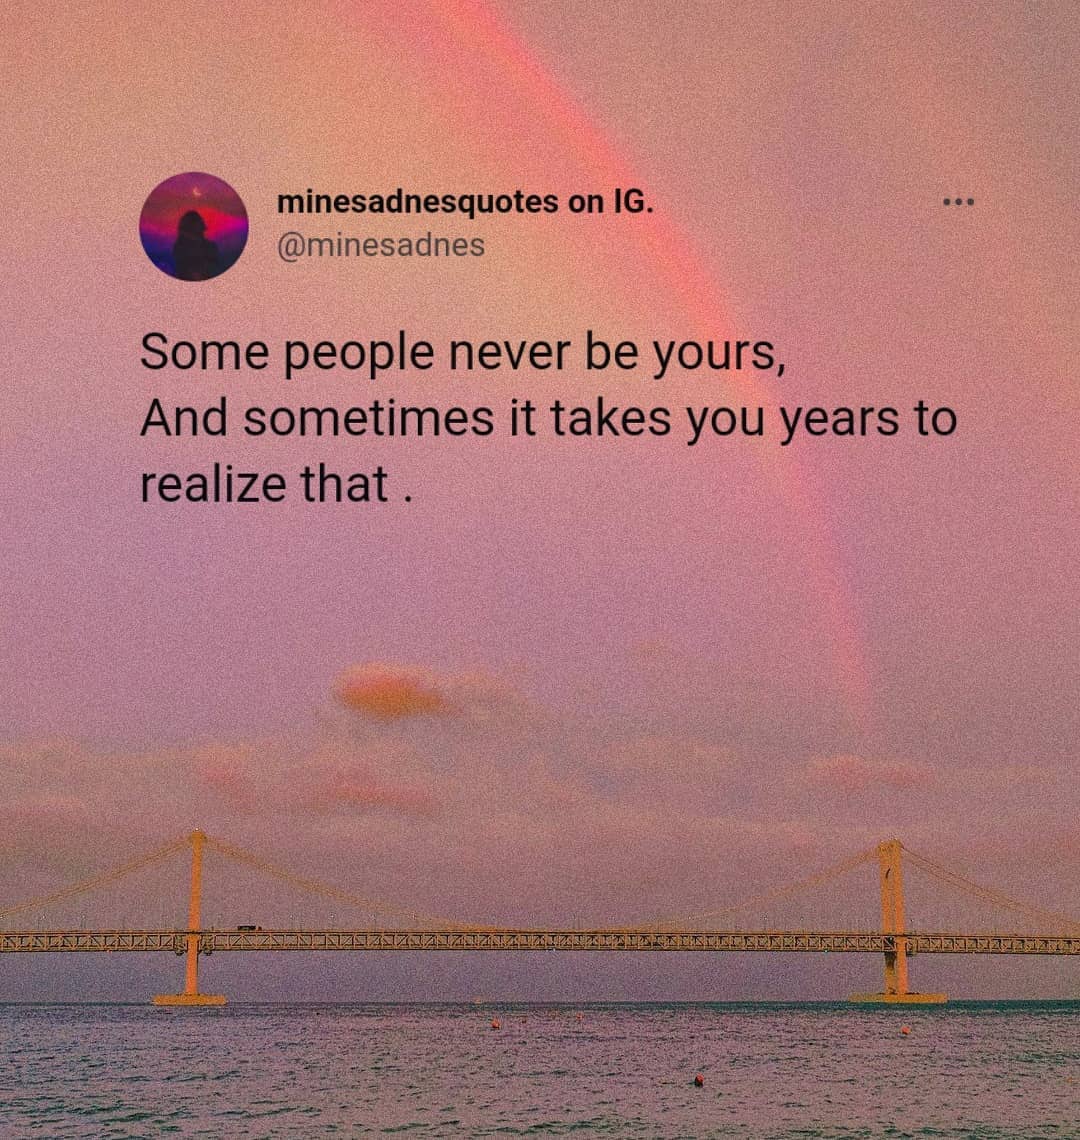 minesadnesquotes on IG.
@minesadnes
Some people never be yours,
And sometimes it takes you years to
realize that .